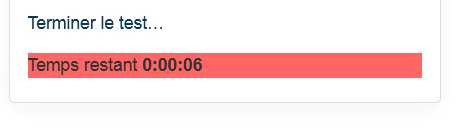 Terminer le test…
Temps restant 0:00:06